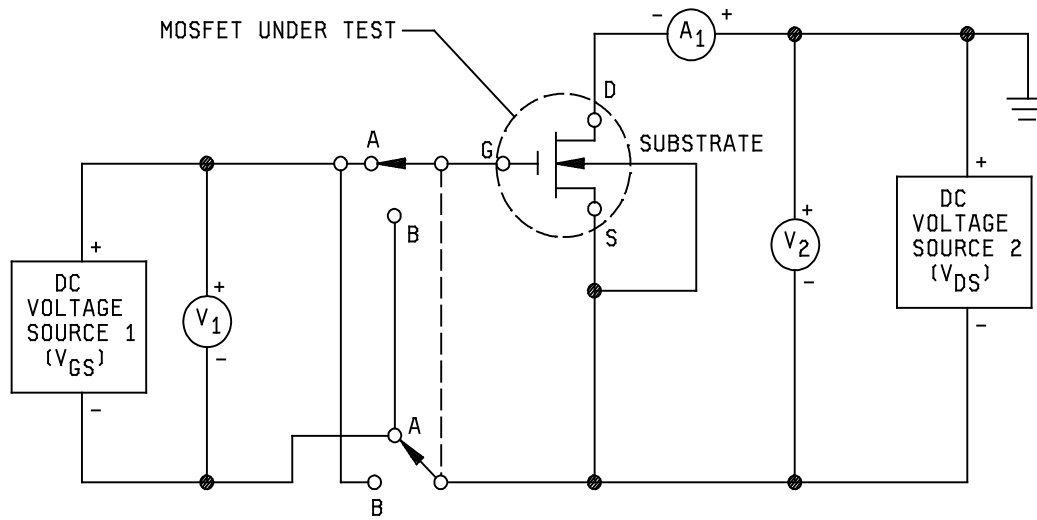 MOSFET UNDER TEST
- A1 +
D
A
G
SUBSTRATE
B
S
+
DC
VOLTAGE
SOURCE 1
(VGS)
-
+
V1
-
+
V2
-
+
DC
VOLTAGE
SOURCE 2
(VDS)
-
A
B